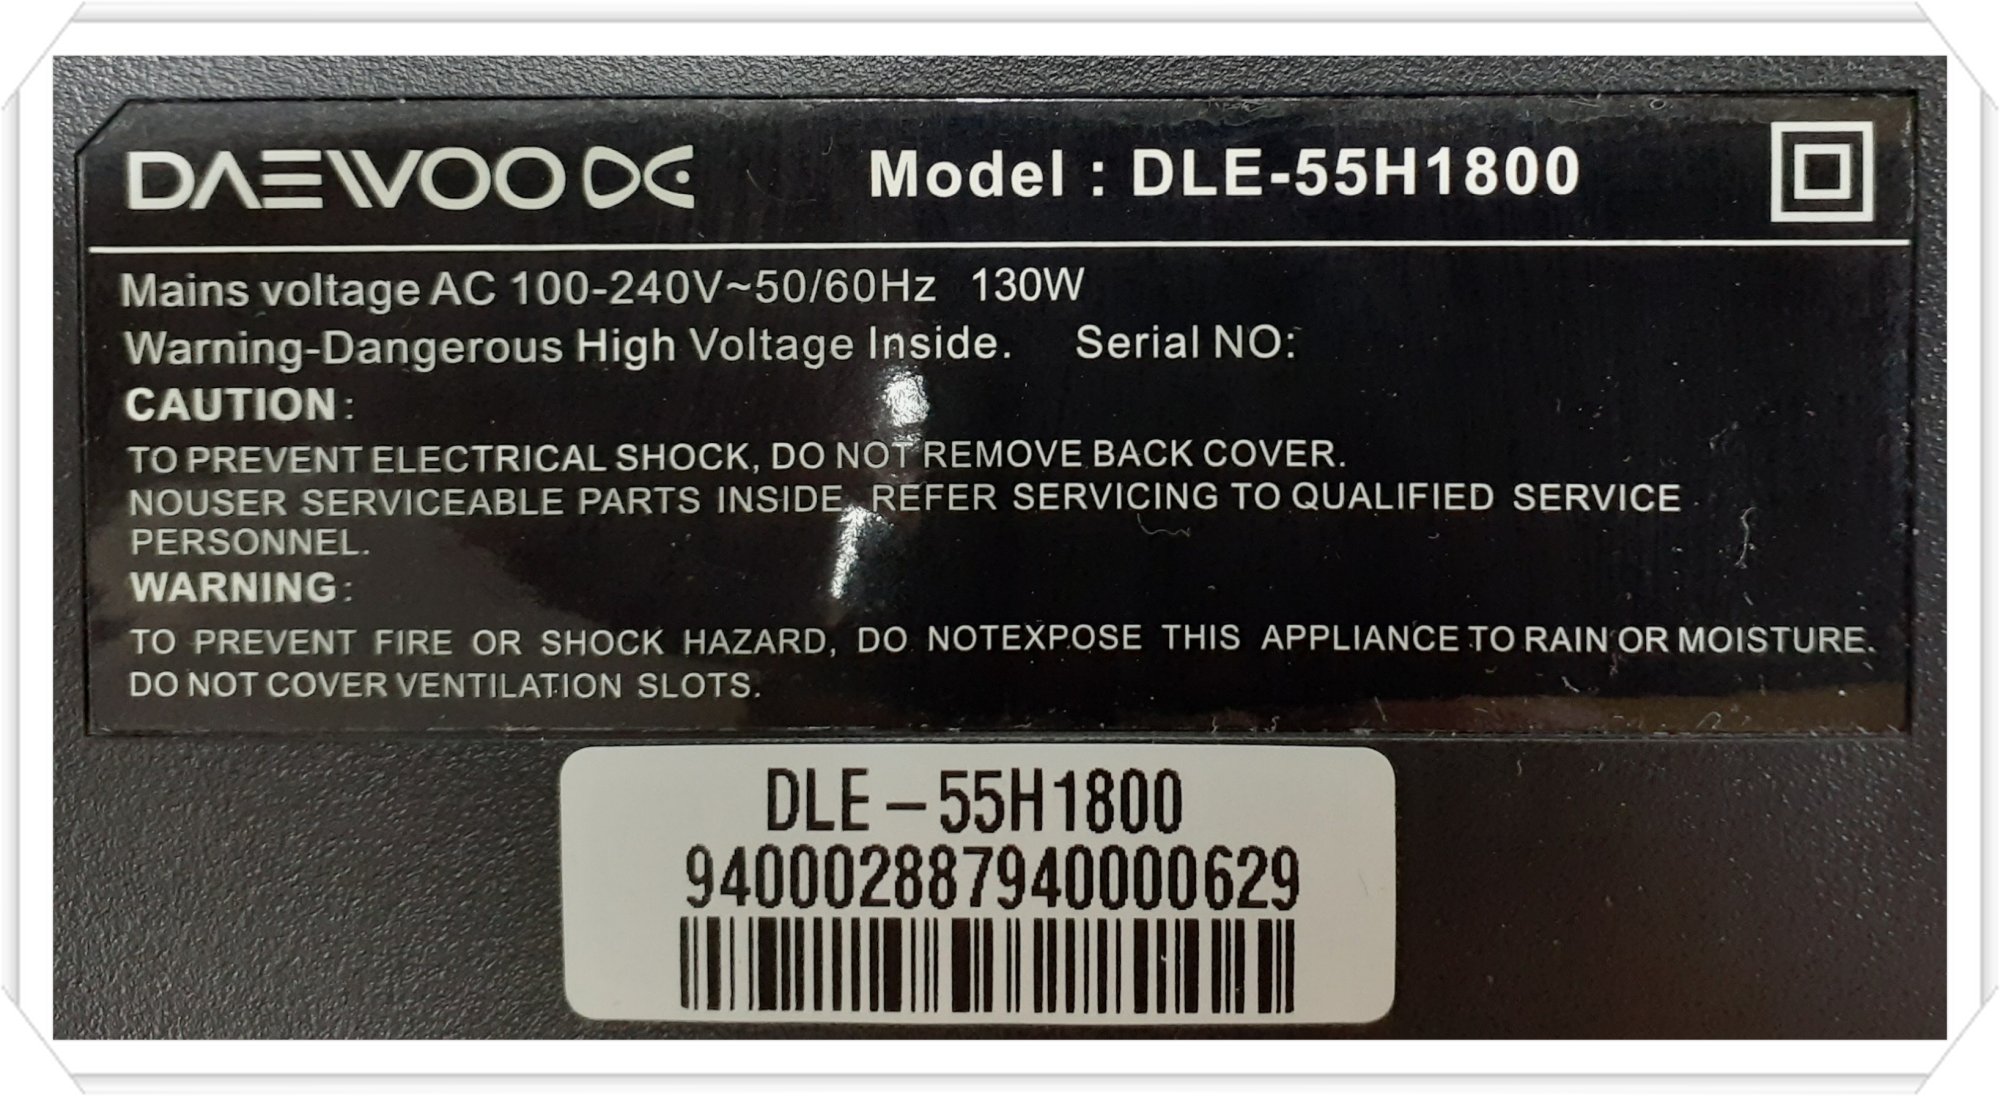 DAEWOO DE
Model : DLE-55H1800
Mains voltage AC 100-240V~50/60Hz 130W
Warning-Dangerous High Voltage Inside. Serial NO:
CAUTION:
TO PREVENT ELECTRICAL SHOCK, DO NOT REMOVE BACK COVER.
NOUSER SERVICEABLE PARTS INSIDE, REFER SERVICING TO QUALIFIED SERVICE
PERSONNEL.
WARNING:
TO PREVENT FIRE OR SHOCK HAZARD, DO NOTEXPOSE THIS APPLIANCE TO RAIN OR MOISTURE.
DO NOT COVER VENTILATION SLOTS.
DLE-55H1800
940002887940000629